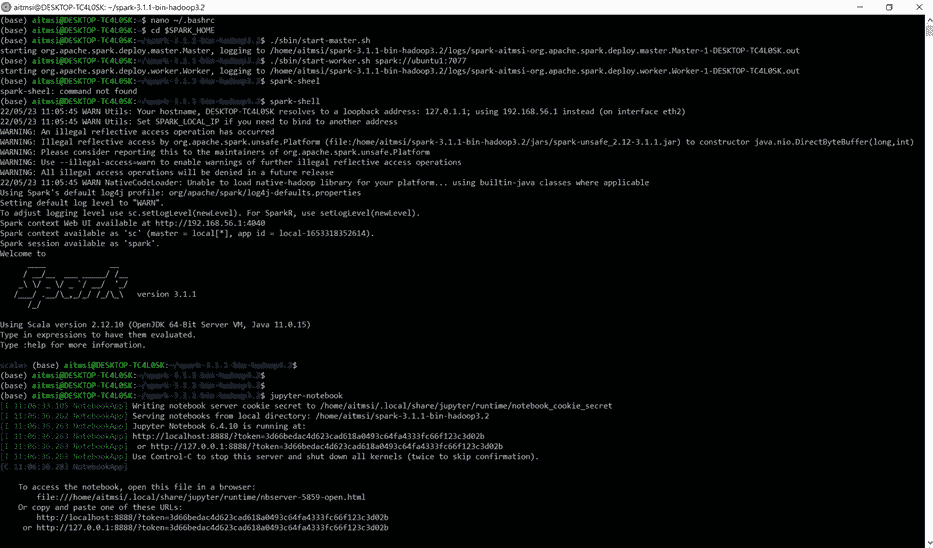 aitmsi@DESKTOP-TC4L0SK: ~/spark-3.1.1-bin-hadoop3.2
(base) aitmsi@DESKTOP-TC4L0SK:~$ nano ~/.bashrc
(base) aitmsi@DESKTOP-TC4L0SK:~$ cd $SPARK_HOME
(base) aitmsi@DESKTOP-TC4L0SK:~/spark-3.1.1-bin-hadoop3.2$ ./sbin/start-master.sh
starting org.apache.spark.deploy.master.Master, logging to /home/aitmsi/spark-3.1.1-bin-hadoop3.2/logs/spark-aitmsi-org.apache.spark.deploy.master.Master-1-DESKTOP-TC4L0SK.out
(base) aitmsi@DESKTOP-TC4L0SK:~/spark-3.1.1-bin-hadoop3.2$ ./sbin/start-worker.sh spark://ubuntu1:7077
starting org.apache.spark.deploy.worker.Worker, logging to /home/aitmsi/spark-3.1.1-bin-hadoop3.2/logs/spark-aitmsi-org.apache.spark.deploy.worker.Worker-1-DESKTOP-TC4L0SK.out
(base) aitmsi@DESKTOP-TC4L0SK:~/spark-3.1.1-bin-hadoop3.2$ spark-sheel
spark-sheel: command not found
(base) aitmsi@DESKTOP-TC4L0SK:~/spark-3.1.1-bin-hadoop3.2$ spark-shell
22/05/23 11:05:45 WARN Utils: Your hostname, DESKTOP-TC4L0SK resolves to a loopback address: 127.0.1.1; using 192.168.56.1 instead (on interface eth2)
22/05/23 11:05:45 WARN Utils: Set SPARK_LOCAL_IP if you need to bind to another address
WARNING: An illegal reflective access operation has occurred
WARNING: Illegal reflective access by org.apache.spark.unsafe.Platform (file:/home/aitmsi/spark-3.1.1-bin-hadoop3.2/jars/spark-unsafe_2.12-3.1.1.jar) to constructor java.nio.DirectByteBuffer(long,int)
WARNING: Please consider reporting this to the maintainers of org.apache.spark.unsafe.Platform
WARNING: Use --illegal-access=warn to enable warnings of further illegal reflective access operations
WARNING: All illegal access operations will be denied in a future release
22/05/23 11:05:45 WARN NativeCodeLoader: Unable to load native-hadoop library for your platform... using builtin-java classes where applicable
Using Spark's default log4j profile: org/apache/spark/log4j-defaults.properties
Setting default log level to "WARN".
To adjust logging level use sc.setLogLevel(newLevel). For SparkR, use setLogLevel(newLevel).
Spark context Web UI available at http://192.168.56.1:4040
Spark context available as 'sc' (master = local[*], app id = local-1653318352614).
Spark session available as 'spark'.
Welcome to
Spark version 3.1.1
Using Scala version 2.12.10 (OpenJDK 64-Bit Server VM, Java 11.0.15)
Type in expressions to have them evaluated.
Type :help for more information.
scala> (base) aitmsi@DESKTOP-TC4L0SK:~/spark-3.1.1-bin-hadoop3.2$
(base) aitmsi@DESKTOP-TC4L0SK:~/spark-3.1.1-bin-hadoop3.2$
(base) aitmsi@DESKTOP-TC4L0SK:~/spark-3.1.1-bin-hadoop3.2$
(base) aitmsi@DESKTOP-TC4L0SK:~/spark-3.1.1-bin-hadoop3.2$ jupyter-notebook
[I 11:06:33.105 NotebookApp] Writing notebook server cookie secret to /home/aitmsi/.local/share/jupyter/runtime/notebook_cookie_secret
[I 11:06:36.262 NotebookApp] Serving notebooks from local directory: /home/aitmsi/spark-3.1.1-bin-hadoop3.2
[I 11:06:36.263 NotebookApp] Jupyter Notebook 6.4.10 is running at:
[I 11:06:36.263 NotebookApp] http://localhost:8888/?token=3d66bedac4d623cad618a0493c64fa4333fc66f123c3d02b
[I 11:06:36.263 NotebookApp]  or http://127.0.0.1:8888/?token=3d66bedac4d623cad618a0493c64fa4333fc66f123c3d02b
[I 11:06:36.263 NotebookApp] Use Control-C to stop this server and shut down all kernels (twice to skip confirmation).
[C 11:06:36.283 NotebookApp]
To access the notebook, open this file in a browser:
file:///home/aitmsi/.local/share/jupyter/runtime/nbserver-5859-open.html
Or copy and paste one of these URLs:
http://localhost:8888/?token=3d66bedac4d623cad618a0493c64fa4333fc66f123c3d02b
or http://127.0.0.1:8888/?token=3d66bedac4d623cad618a0493c64fa4333fc66f123c3d02b